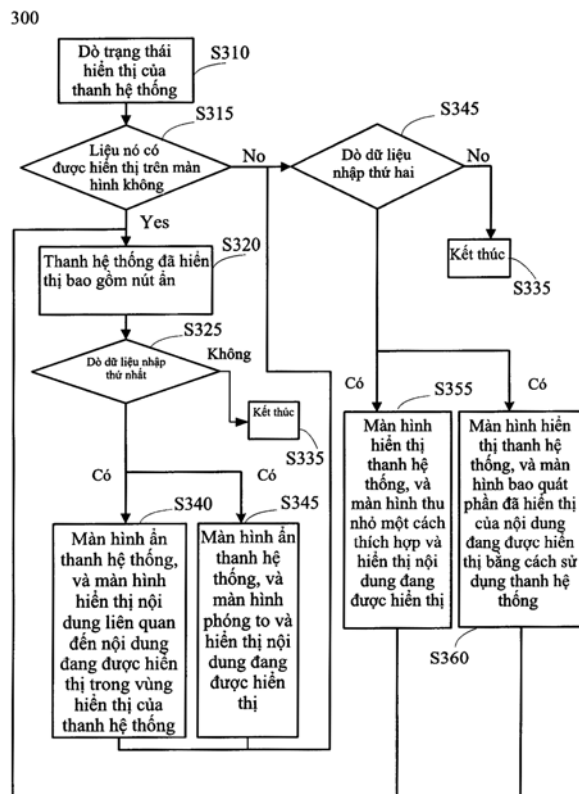 300
Dò trạng thái
hiển thị của
thanh hệ thống
S310
S315
Liệu nó có
được hiển thị trên màn
hình không
No
Yes
S345
Dò dữ liệu
nhập thứ hai
No
Kết thúc
S335
S320
Thanh hệ thống đã hiển
thị bao gồm nút ẩn
S325
Dò dữ liệu nhập
thứ nhất
Không
Kết thúc
S335
Có
Có
S340
Màn hình ẩn
thanh hệ thống,
và màn hình
hiển thị nội
dung liên quan
đến nội dung
đang được hiển
thị trong vùng
hiển thị của
thanh hệ thống
S345
Màn hình ẩn
thanh hệ
thống, và
màn hình
phóng to và
hiển thị nội
dung đang
được hiển
thị
Có
Có
S355
Màn hình
hiển thị
thanh hệ
thống, và
màn hình thu
nhỏ một cách
thích hợp và
hiển thị nội
dung đang
được hiển thị
Màn hình hiển
thị thanh hệ
thống, và màn
hình bao quát
phần đã hiển thị
của nội dung
đang được hiển
thị bằng cách sử
dụng thanh hệ
thống
S360